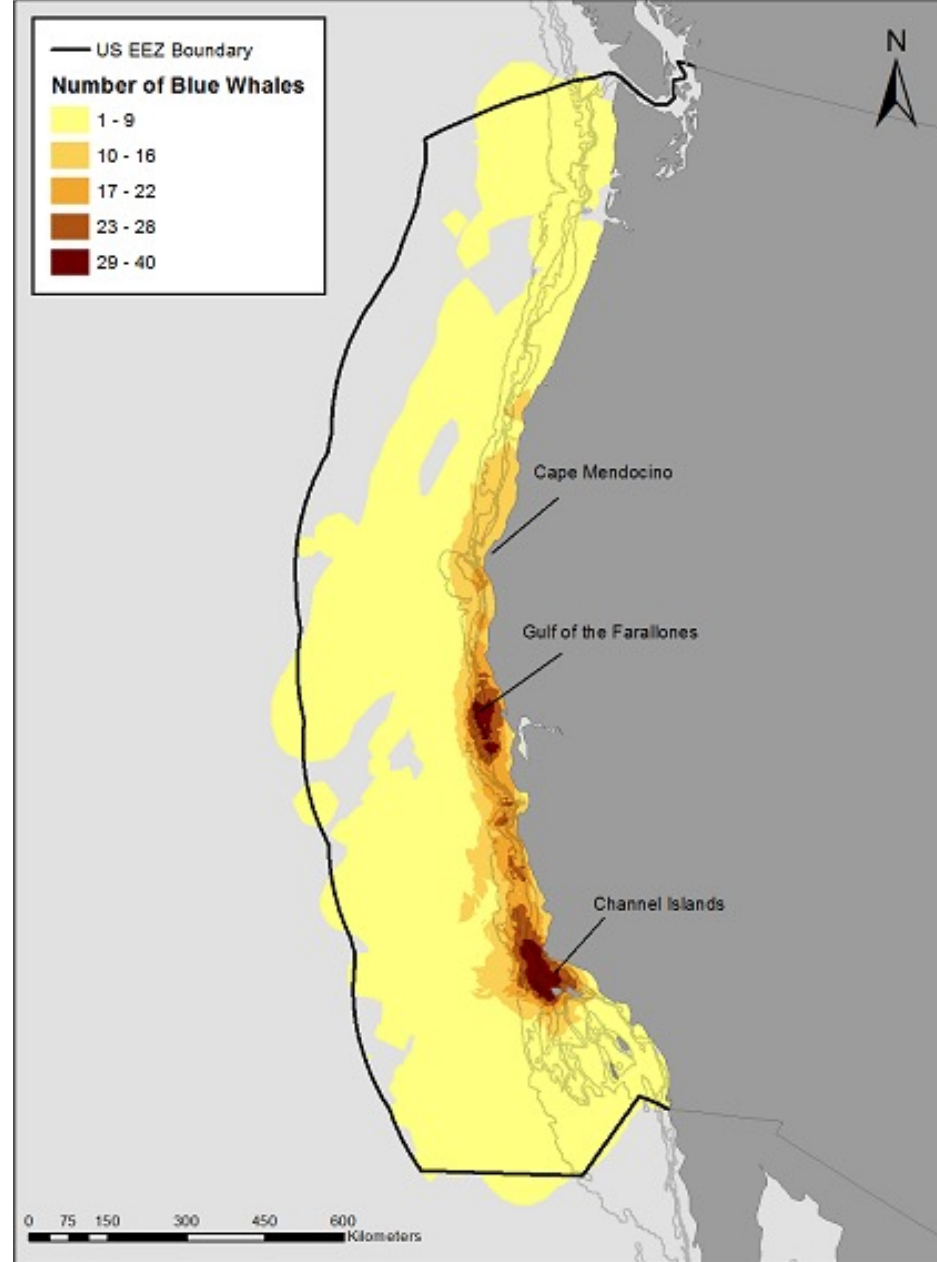 US EEZ Boundary
Number of Blue Whales
1 - 9
10 - 16
17 - 22
23 - 28
29 - 40
N
Cape Mendocino
Gulf of the Farallones
Channel Islands
0 75 150 300 450 600
Kilometers